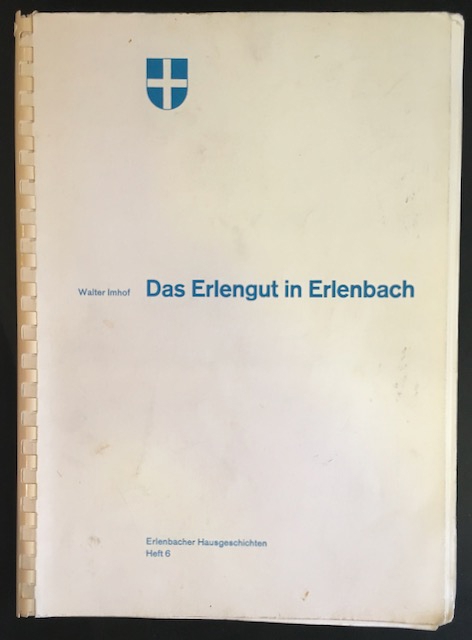 Walter Imhof Das Erlengut in Erlenbach
Erlenbacher Hausgeschichten
Heft 6